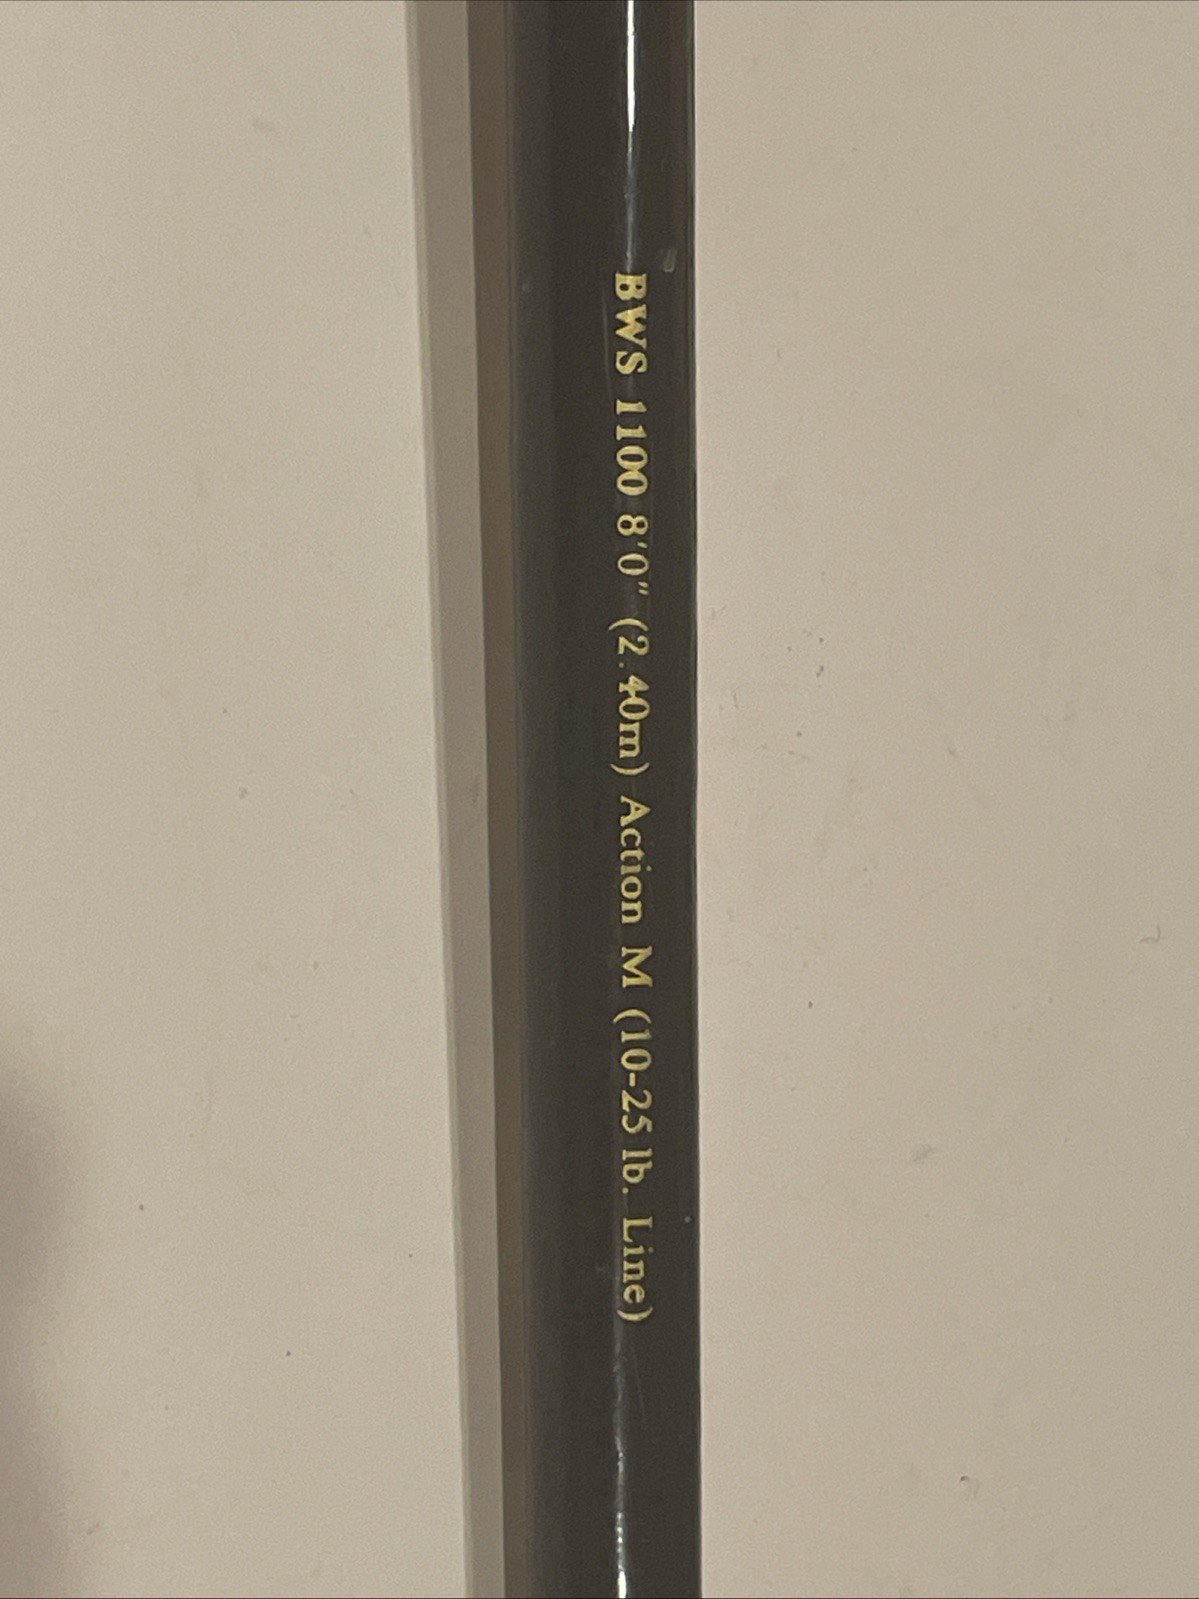 BWS 1100 8'0" (2.40m) Action M (10-25 lb. Line)